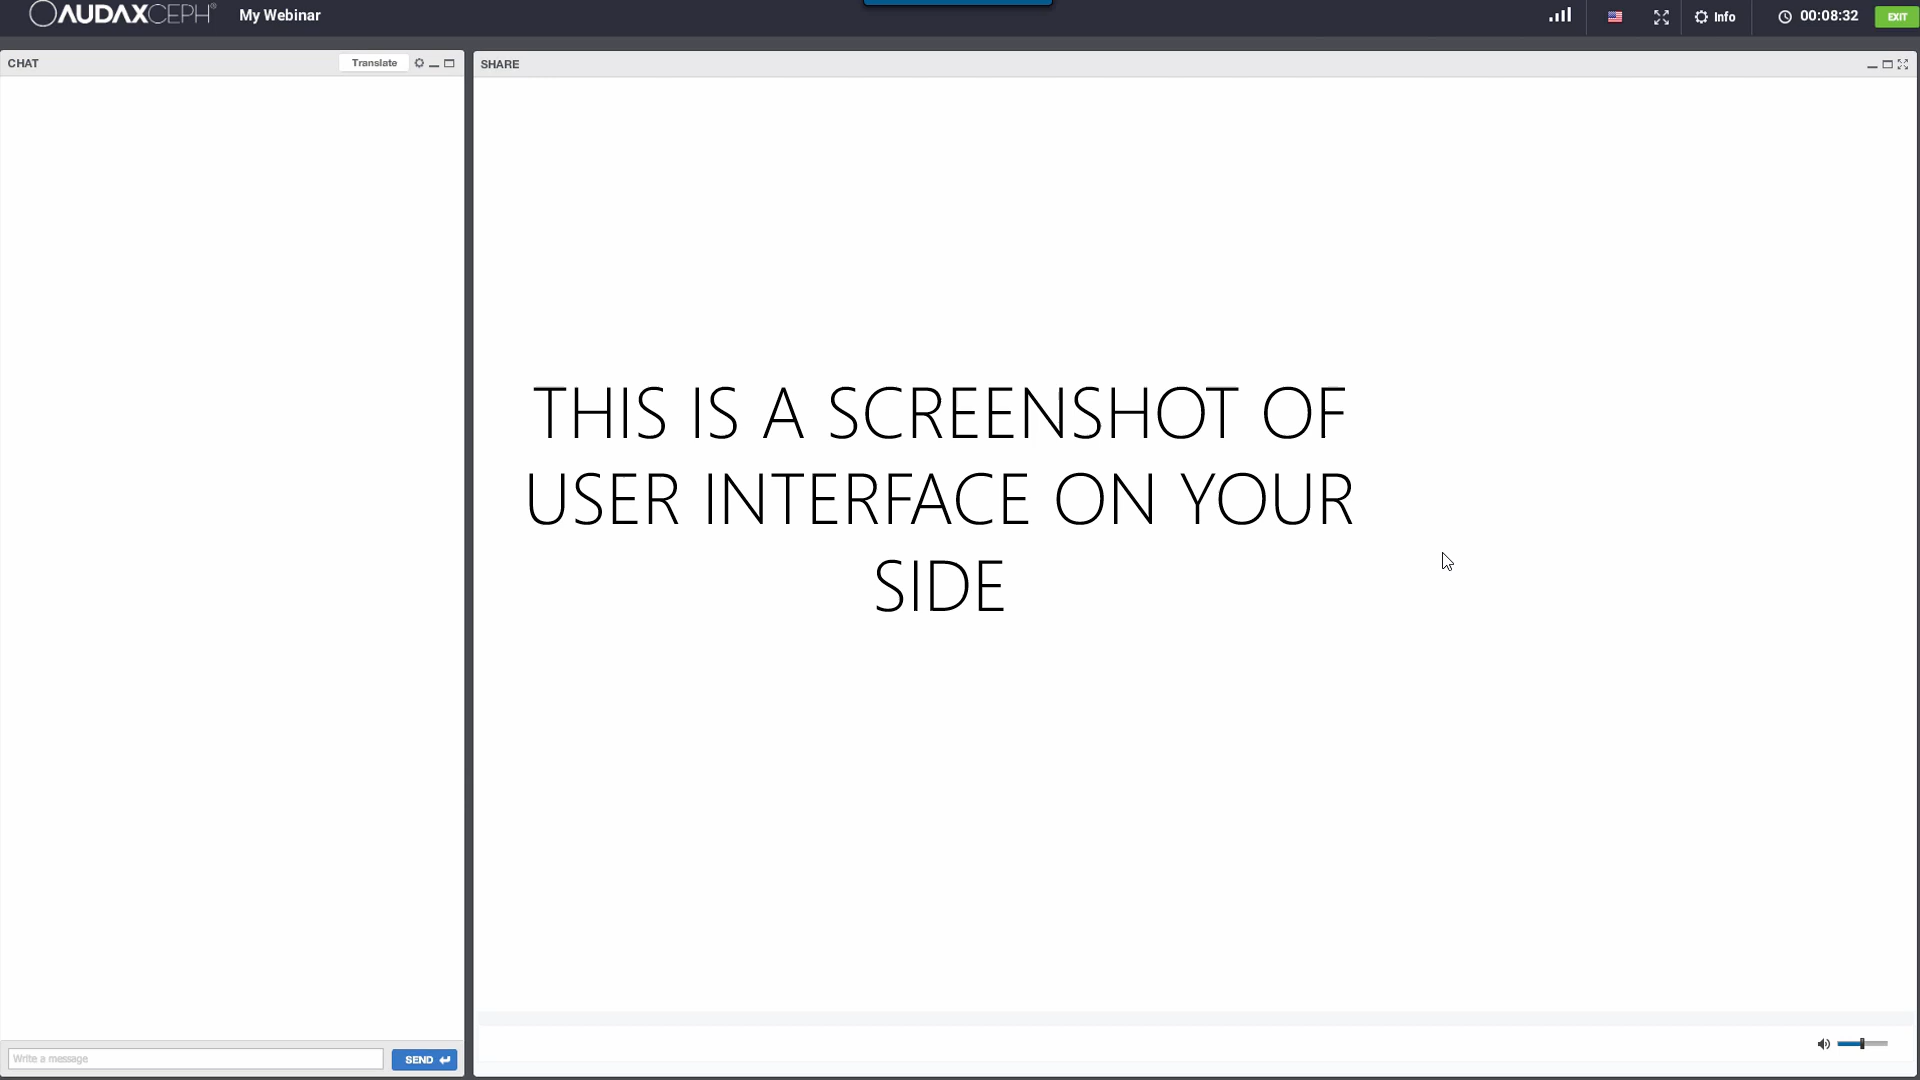 AUDAXCEPH® My Webinar Info 00:08:32 EXIT
CHAT Translate
SHARE
THIS IS A SCREENSHOT OF
USER INTERFACE ON YOUR
SIDE
Write a message SEND